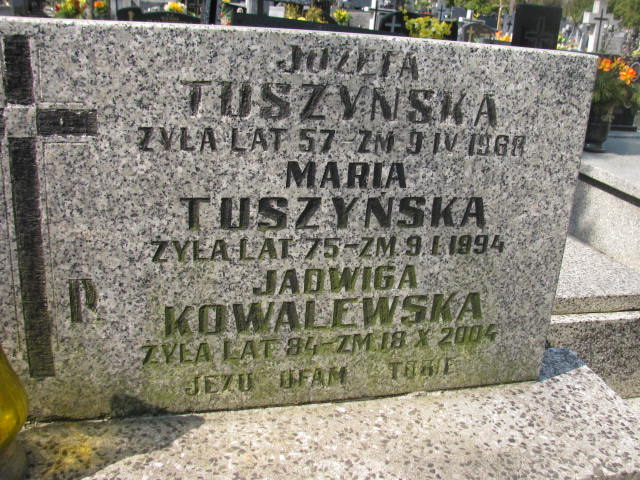 JÓZEFA
TUSZYŃSKA
ŻYŁA LAT 57-ZM 9 IV 1968
MARIA
TUSZYŃSKA
ŻYŁA LAT 75-ZM 9 I 1994
JADWIGA
KOWALEWSKA
ŻYŁA LAT 84-ZM 18 X 2004
JEZU UFAM TOBIE